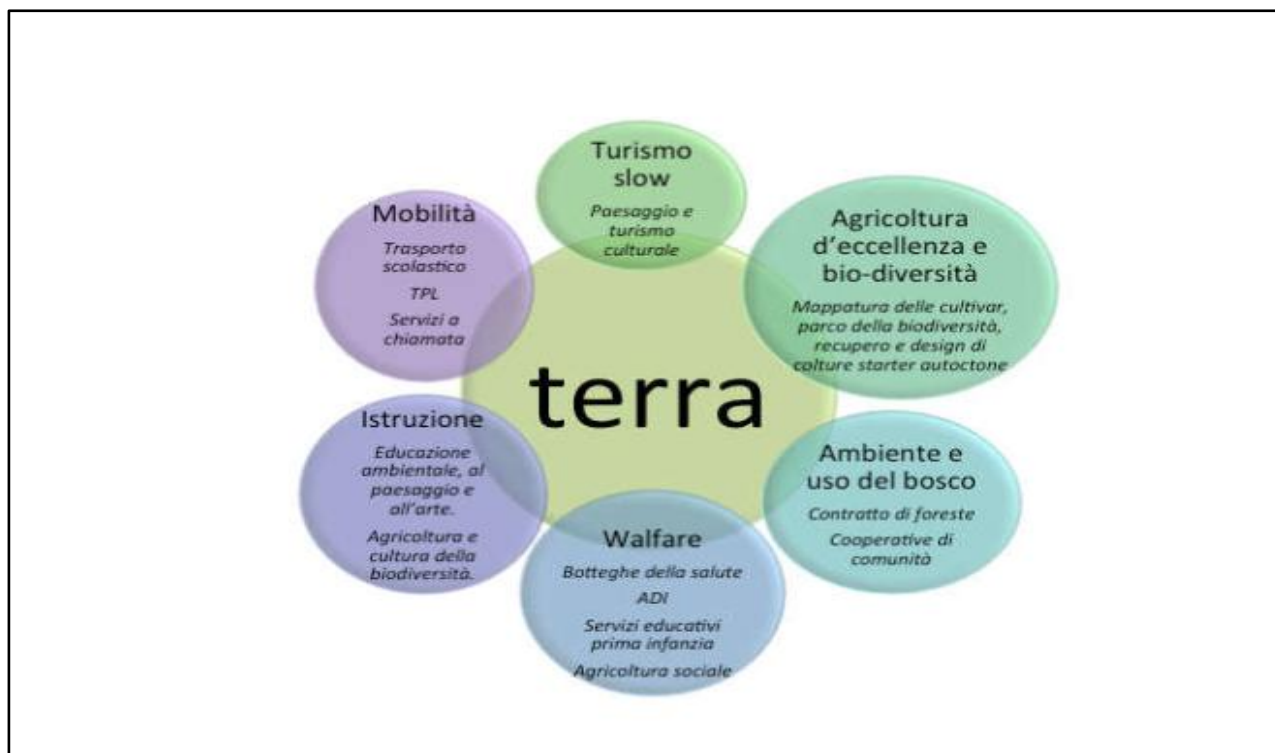 Turismo
slow
Paesaggio e
turismo
culturale
Agricoltura
d'eccellenza e
bio-diversità
Mappatura delle cultivar,
parco della biodiversità,
recupero e design di
colture starter autoctone
Ambiente e
uso del bosco
Contratto di foreste
Cooperative di
comunità
Walfare
Botteghe della salute
ADI
Servizi educativi
prima infanzia
Agricoltura sociale
Istruzione
Educazione
ambientale, al
paesaggio e
all'arte.
Agricoltura e
cultura della
biodiversità.
Mobilità
Trasporto
scolastico
TPL
Servizi a
chiamata
terra